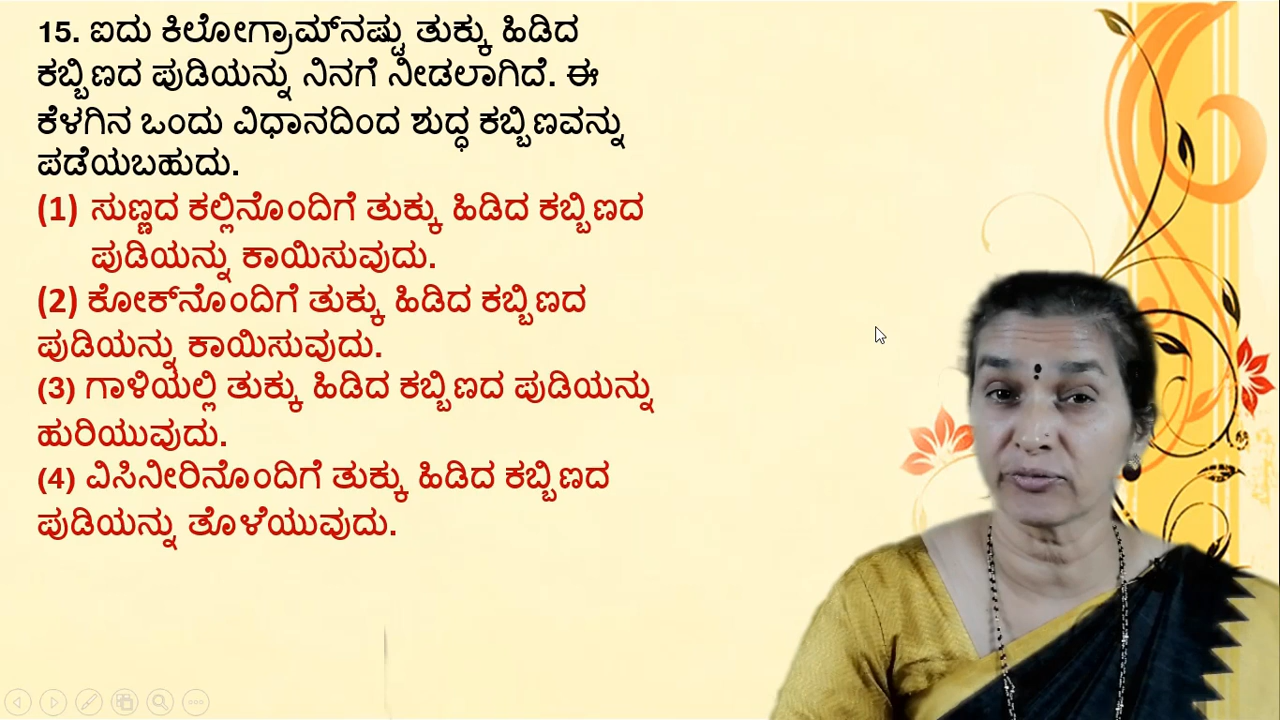 15. ಐದು ಕಿಲೋಗ್ರಾಮ್‌ನಷ್ಟು ತುಕ್ಕು ಹಿಡಿದ
ಕಬ್ಬಿಣದ ಪುಡಿಯನ್ನು ನಿನಗೆ ನೀಡಲಾಗಿದೆ. ಈ
ಕೆಳಗಿನ ಒಂದು ವಿಧಾನದಿಂದ ಶುದ್ಧ ಕಬ್ಬಿಣವನ್ನು
ಪಡೆಯಬಹುದು.
(1) ಸುಣ್ಣದ ಕಲ್ಲಿನೊಂದಿಗೆ ತುಕ್ಕು ಹಿಡಿದ ಕಬ್ಬಿಣದ
ಪುಡಿಯನ್ನು ಕಾಯಿಸುವುದು.
(2) ಕೋಕ್‌ನೊಂದಿಗೆ ತುಕ್ಕು ಹಿಡಿದ ಕಬ್ಬಿಣದ
ಪುಡಿಯನ್ನು ಕಾಯಿಸುವುದು.
(3) ಗಾಳಿಯಲ್ಲಿ ತುಕ್ಕು ಹಿಡಿದ ಕಬ್ಬಿಣದ ಪುಡಿಯನ್ನು
ಹುರಿಯುವುದು.
(4) ವಿಸಿನೀರಿನೊಂದಿಗೆ ತುಕ್ಕು ಹಿಡಿದ ಕಬ್ಬಿಣದ
ಪುಡಿಯನ್ನು ತೊಳೆಯುವುದು.